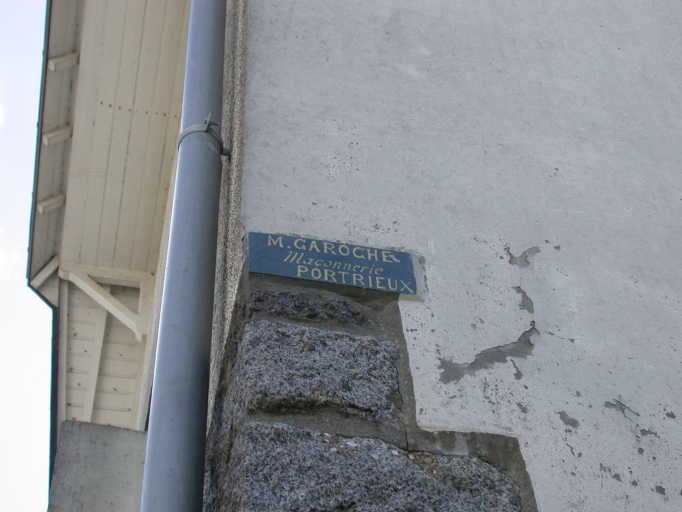 M. GAROCHE
Maçonnerie
PORTRIEUX